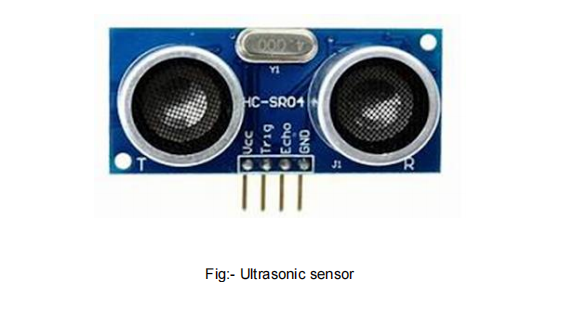 4.000
Y1
HC-SR04
Vcc
Trig
Echo
GND
T
J1
R
Fig:- Ultrasonic sensor